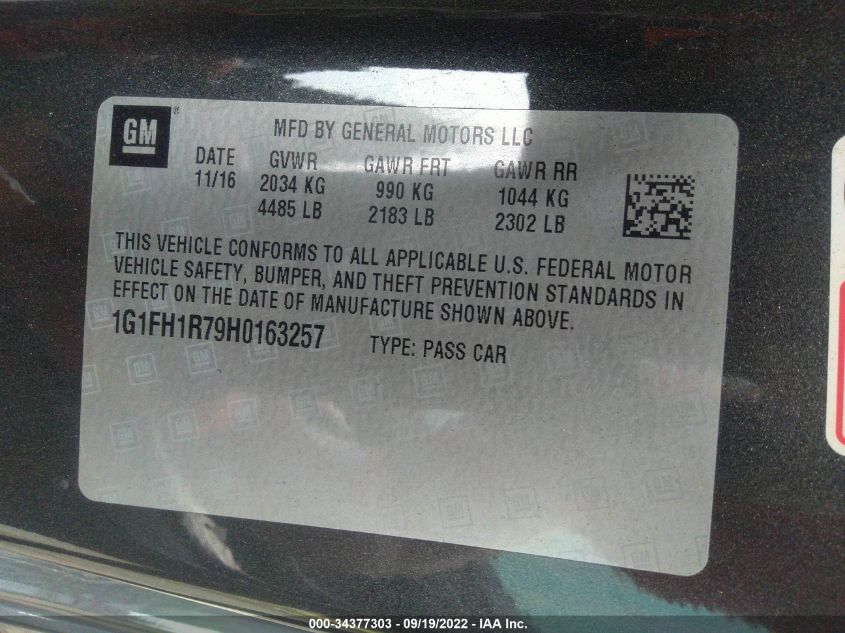 GM
MFD BY GENERAL MOTORS LLC
DATE GVWR GAWR FRT GAWR RR
11/16 2034 KG 990 KG 1044 KG
4485 LB 2183 LB 2302 LB
THIS VEHICLE CONFORMS TO ALL APPLICABLE U.S. FEDERAL MOTOR
VEHICLE SAFETY, BUMPER, AND THEFT PREVENTION STANDARDS IN
EFFECT ON THE DATE OF MANUFACTURE SHOWN ABOVE.
1G1FH1R79H0163257 TYPE: PASS CAR
000-34377303 - 09/19/2022 - IAA Inc.